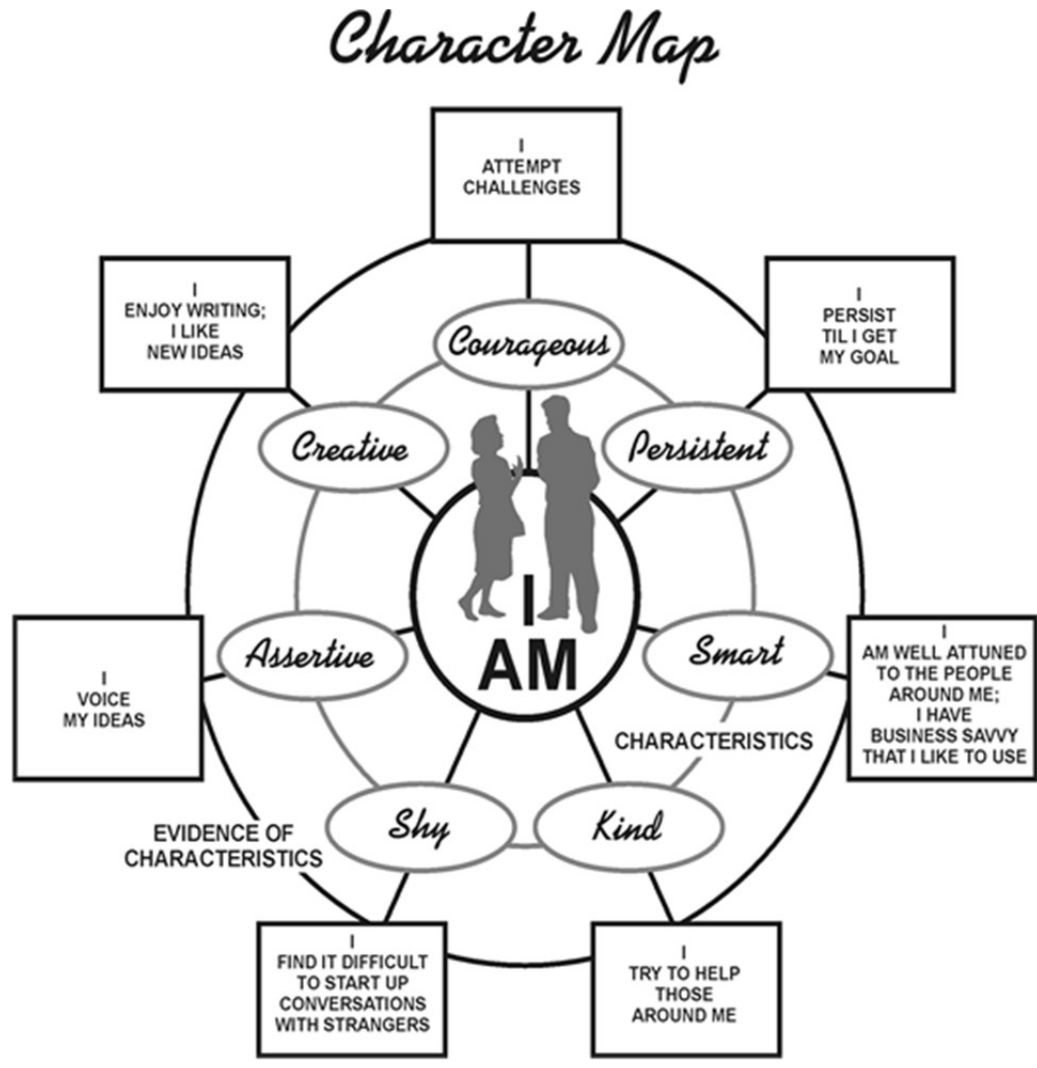 Character Map
I
ATTEMPT
CHALLENGES
I
ENJOY WRITING;
I LIKE
NEW IDEAS
I
PERSIST
TIL I GET
MY GOAL
Courageous
Creative
Persistent
I
AM
Assertive
Smart
I
VOICE
MY IDEAS
I
AM WELL ATTUNED
TO THE PEOPLE
AROUND ME;
I HAVE
BUSINESS SAVVY
THAT I LIKE TO USE
CHARACTERISTICS
Shy
Kind
EVIDENCE OF
CHARACTERISTICS
I
FIND IT DIFFICULT
TO START UP
CONVERSATIONS
WITH STRANGERS
I
TRY TO HELP
THOSE
AROUND ME